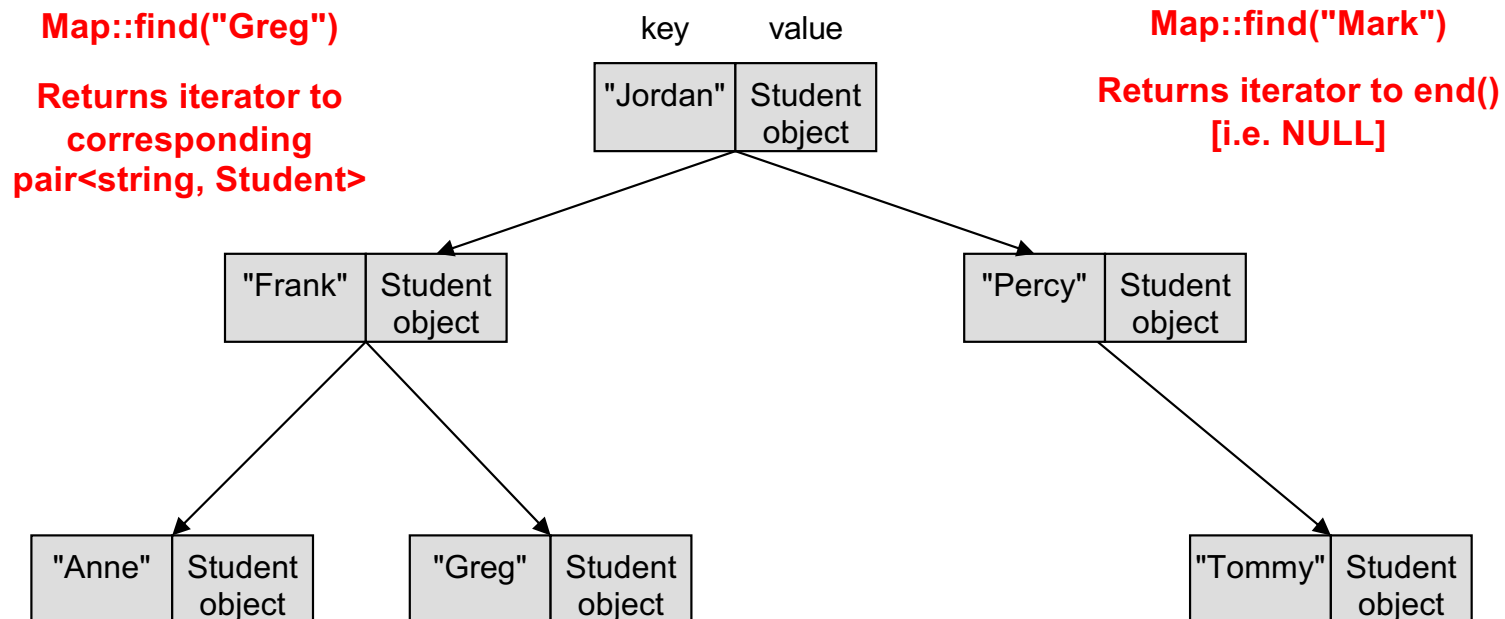 Map::find("Greg")
Returns iterator to
corresponding
pair<string, Student>
key value
Map::find("Mark")
Returns iterator to end()
[i.e. NULL]
"Jordan" Student
object
"Frank" Student
object
"Percy" Student
object
"Anne" Student
object
"Greg" Student
object
"Tommy" Student
object